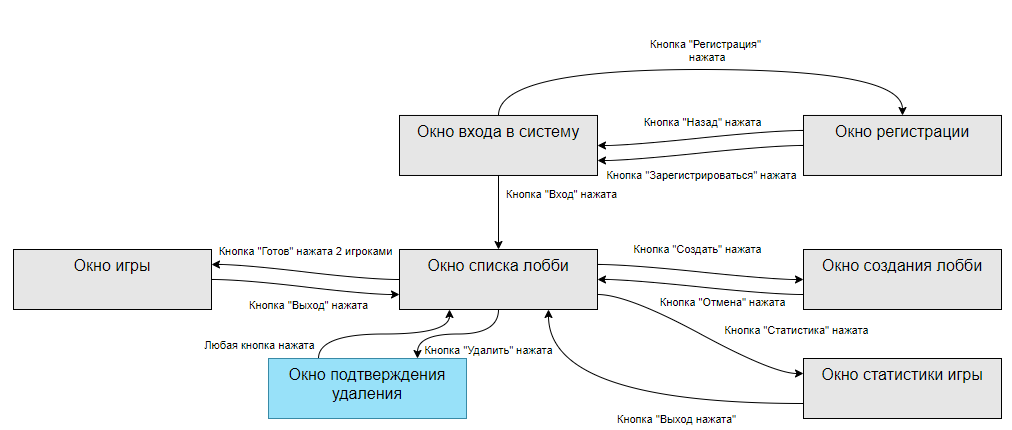 Кнопка "Регистрация"
нажата
Окно входа в систему
Кнопка "Назад" нажата
Окно регистрации
Кнопка "Зарегистрироваться" нажата
Кнопка "Вход" нажата
Кнопка "Готов" нажата 2 игроками
Кнопка "Создать" нажата
Окно игры
Окно списка лобби
Окно создания лобби
Кнопка "Выход" нажата
Кнопка "Отмена" нажата
Кнопка "Статистика" нажата
Любая кнопка нажата
Кнопка "Удалить" нажата
Окно подтверждения
удаления
Окно статистики игры
Кнопка "Выход нажата"